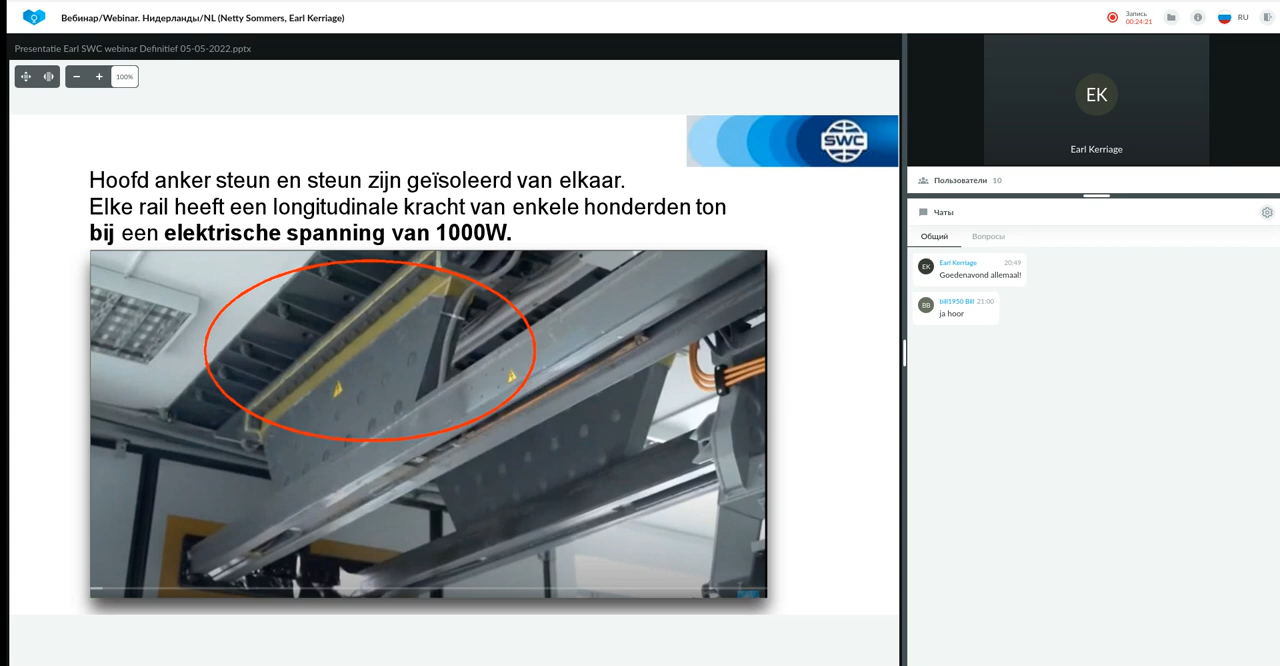 Вебинар/Webinar. Нидерланды/NL (Netty Sommers, Earl Kerriage)
Запись
00:24:21
RU
Presentatie Earl SWC webinar Definitief 05-05-2022.pptx
100%
SWC
Hoofd anker steun en steun zijn geïsoleerd van elkaar.
Elke rail heeft een longitudinale kracht van enkele honderden ton
bij een elektrische spanning van 1000W.
EK
Earl Kerriage
Пользователи 10
Чаты
Общий Вопросы
EK Earl Kerriage 20:49
Goedenavond allemaal!
BB bill1950 Bill 21:00
ja hoor